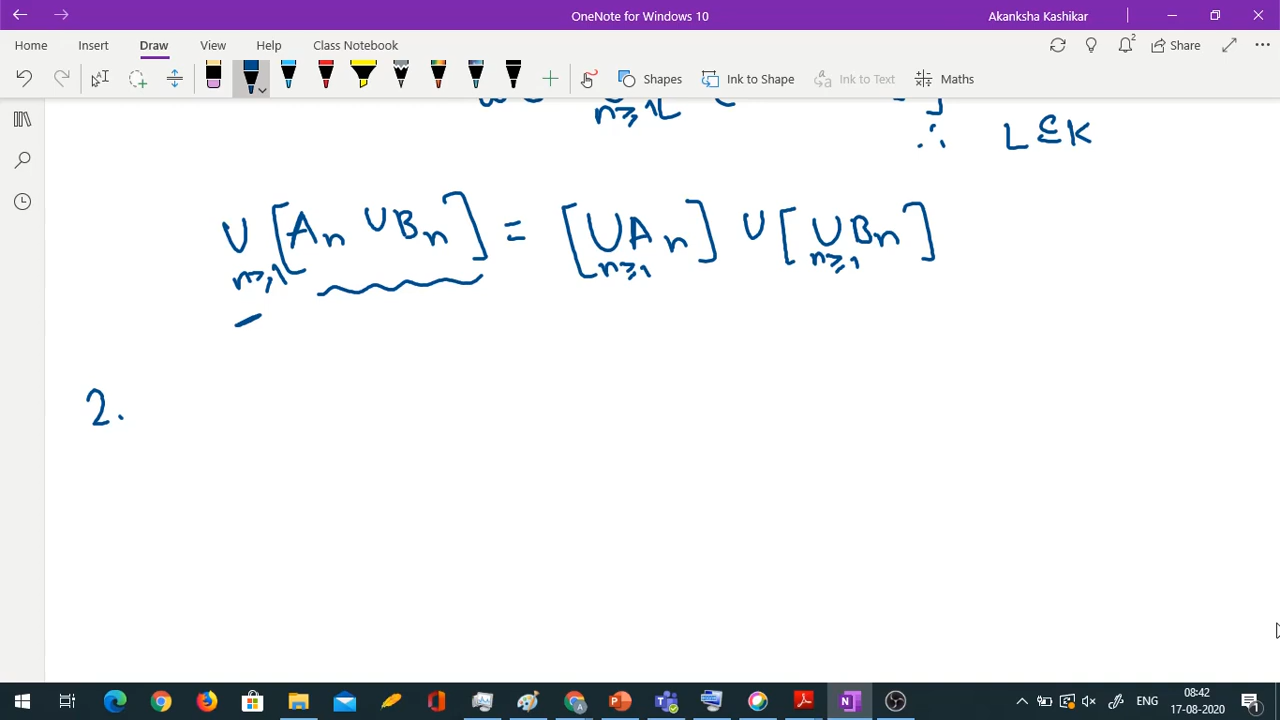 OneNote for Windows 10
Akanksha Kashikar
Home Insert Draw View Help Class Notebook Share
Shapes Ink to Shape Ink to Text Maths
n≥1
∴ L ⊆ K
∪ [An ∪ Bn] = [∪ An] ∪ [∪ Bn]
n≥1 n≥1 n≥1
2.
ENG 08:42
17-08-2020